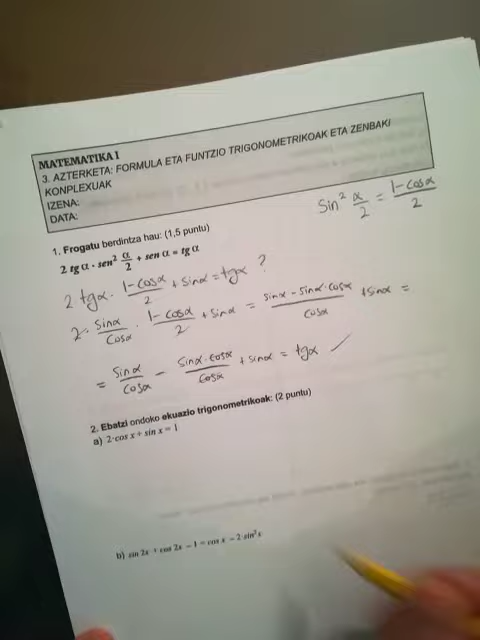 MATEMATIKA I
3. AZTERKETA: FORMULA ETA FUNTZIO TRIGONOMETRIKOAK ETA ZENBAKI
KONPLEXUAK
IZENA:
DATA:
sin² α/2 = (1-cosα)/2
1. Frogatu berdintza hau: (1,5 puntu)
2 tg α · sen² α/2 + sen α = tg α
2 tgα · (1-cosα)/2 + sinα = tgα ?
2 · sinα/cosα · (1-cosα)/2 + sinα = (sinα - sinα·cosα)/cosα + sinα =
= sinα/cosα - (sinα·cosα)/cosα + sinα = tgα ✓
2. Ebatzi ondoko ekuazio trigonometrikoak: (2 puntu)
a) 2·cos x + sin x = 1
b) sin 2x + cos 2x - 1 = cos x - 2 sin² x